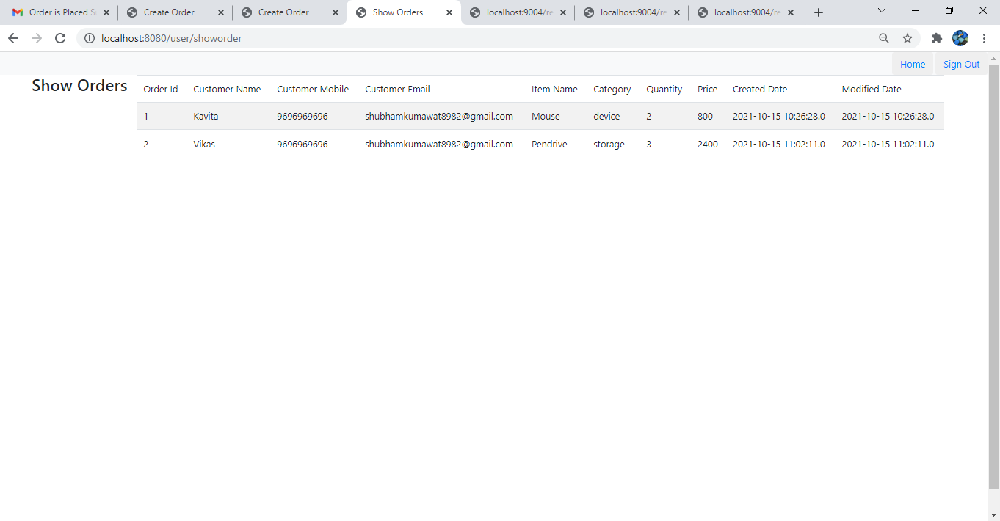 Order is Placed Create Order Create Order Show Orders localhost:9004/re localhost:9004/re localhost:9004/re
localhost:8080/user/showorder
Home Sign Out
Show Orders
Order Id Customer Name Customer Mobile Customer Email Item Name Category Quantity Price Created Date Modified Date
1 Kavita 9696969696 shubhamkumawat8982@gmail.com Mouse device 2 800 2021-10-15 10:26:28.0 2021-10-15 10:26:28.0
2 Vikas 9696969696 shubhamkumawat8982@gmail.com Pendrive storage 3 2400 2021-10-15 11:02:11.0 2021-10-15 11:02:11.0